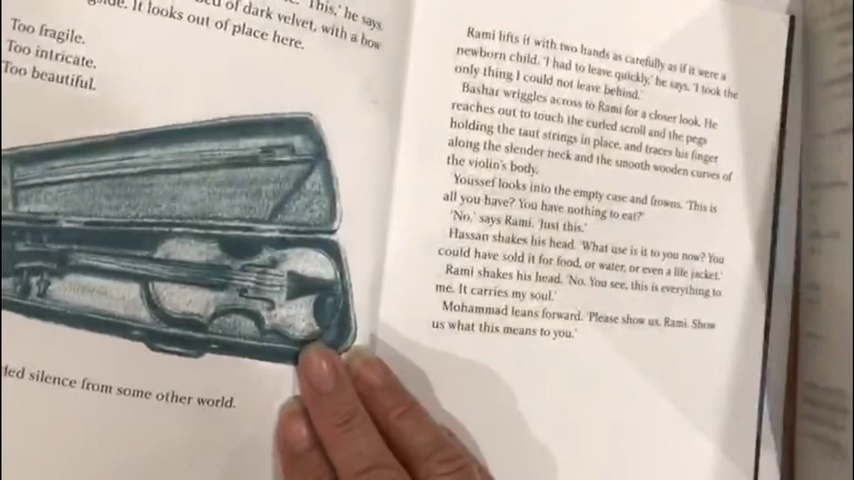 This,' he says
of dark velvet, with a bow
It looks out of place here.
Too fragile.
Too intricate.
Too beautiful.
silence from some other world.
Rami lifts it with two hands as carefully as if it were a
newborn child. 'I had to leave quickly,' he says. 'I took the
only thing I could not leave behind.'
Bashar wriggles across to Rami for a closer look. He
reaches out to touch the curled scroll and the pegs
holding the taut strings in place, and traces his finger
along the slender neck and the smooth wooden curves of
the violin's body.
Youssef looks into the empty case and frowns. 'This is
all you have? You have nothing to eat?'
'No,' says Rami. 'Just this.'
Hassan shakes his head. 'What use is it to you now? You
could have sold it for food, or water, or even a life jacket.'
Rami shakes his head. 'No. You see, this is everything to
me. It carries my soul.'
Mohammad leans forward. 'Please show us, Rami. Show
us what this means to you.'